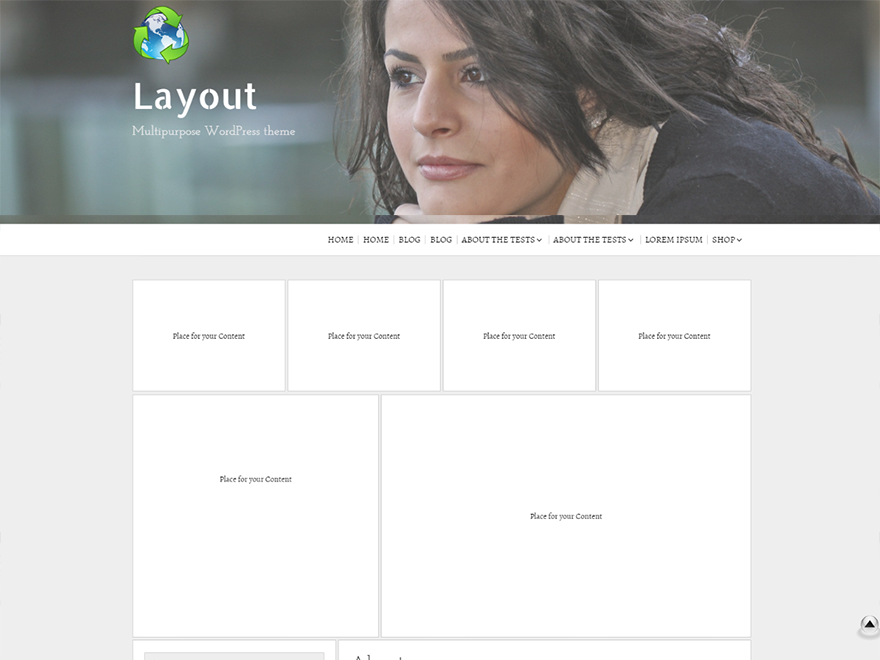 Layout
Multipurpose WordPress theme
HOME HOME BLOG BLOG ABOUT THE TESTS ABOUT THE TESTS LOREM IPSUM SHOP
Place for your Content Place for your Content Place for your Content Place for your Content
Place for your Content
Place for your Content